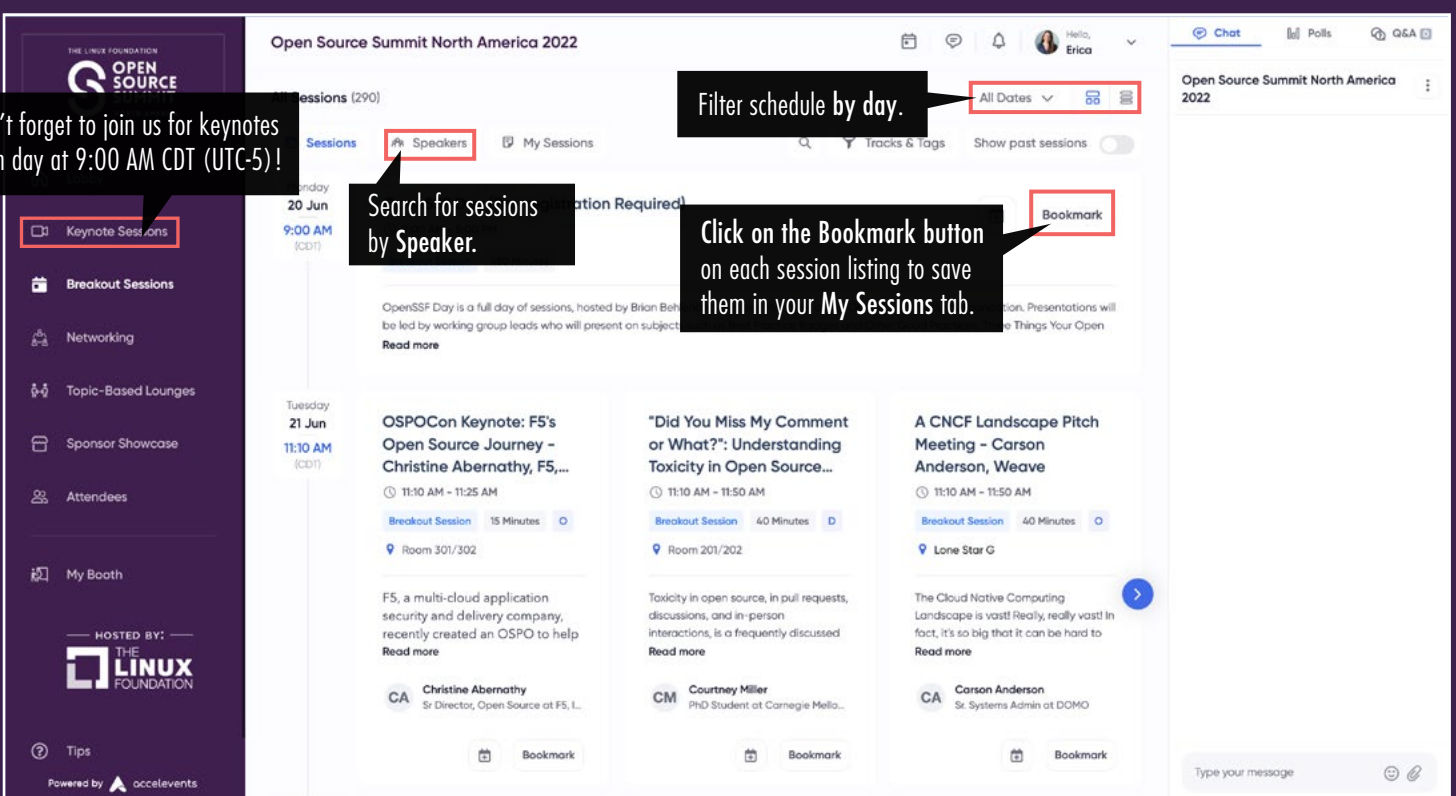 THE LINUX FOUNDATION
OPEN
SOURCE
't forget to join us for keynotes
day at 9:00 AM CDT (UTC-5)!
Keynote Sessions
Breakout Sessions
Networking
Topic-Based Lounges
Sponsor Showcase
Attendees
My Booth
HOSTED BY:
THE
LINUX
FOUNDATION
Tips
Powered by accelevents
Open Source Summit North America 2022
Hello,
Erica
Sessions (290)
Filter schedule by day.
All Dates
Sessions
Speakers
My Sessions
Tracks & Tags
Show past sessions
Search for sessions
by Speaker.
20 Jun
9:00 AM
(CDT)
Required)
Bookmark
Click on the Bookmark button
on each session listing to save
them in your My Sessions tab.
OpenSSF Day is a full day of sessions, hosted by Brian Presentations will
be led by working group leads who will present on Things Your Open
Read more
Tuesday
21 Jun
11:10 AM
(CDT)
OSPOCon Keynote: F5's
Open Source Journey -
Christine Abernathy, F5,...
11:10 AM - 11:25 AM
Breakout Session 15 Minutes O
Room 301/302
F5, a multi-cloud application
security and delivery company,
recently created an OSPO to help
Read more
CA
Christine Abernathy
Sr Director, Open Source at F5, I...
Bookmark
"Did You Miss My Comment
or What?": Understanding
Toxicity in Open Source...
11:10 AM - 11:50 AM
Breakout Session 40 Minutes D
Room 201/202
Toxicity in open source, in pull requests,
discussions, and in-person
interactions, is a frequently discussed
Read more
CM
Courtney Miller
PhD Student at Carnegie Mello...
Bookmark
A CNCF Landscape Pitch
Meeting - Carson
Anderson, Weave
11:10 AM - 11:50 AM
Breakout Session 40 Minutes O
Lone Star G
The Cloud Native Computing
Landscape is vast! Really, really vast! In
fact, it's so big that it can be hard to
Read more
CA
Carson Anderson
Sr. Systems Admin at DOMO
Bookmark
Chat
Polls
Q&A
Open Source Summit North America
2022
Type your message